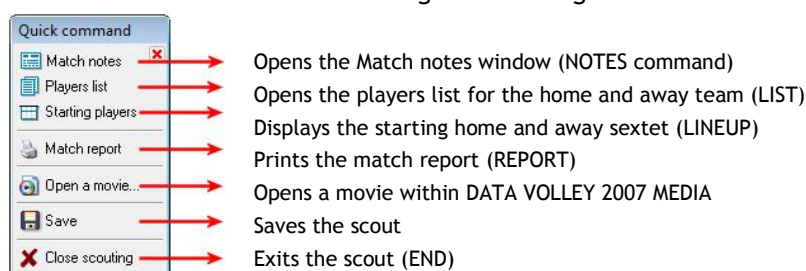 Quick command
Match notes
Opens the Match notes window (NOTES command)
Players list
Opens the players list for the home and away team (LIST)
Starting players
Displays the starting home and away sextet (LINEUP)
Match report
Prints the match report (REPORT)
Open a movie...
Opens a movie within DATA VOLLEY 2007 MEDIA
Save
Saves the scout
Close scouting
Exits the scout (END)